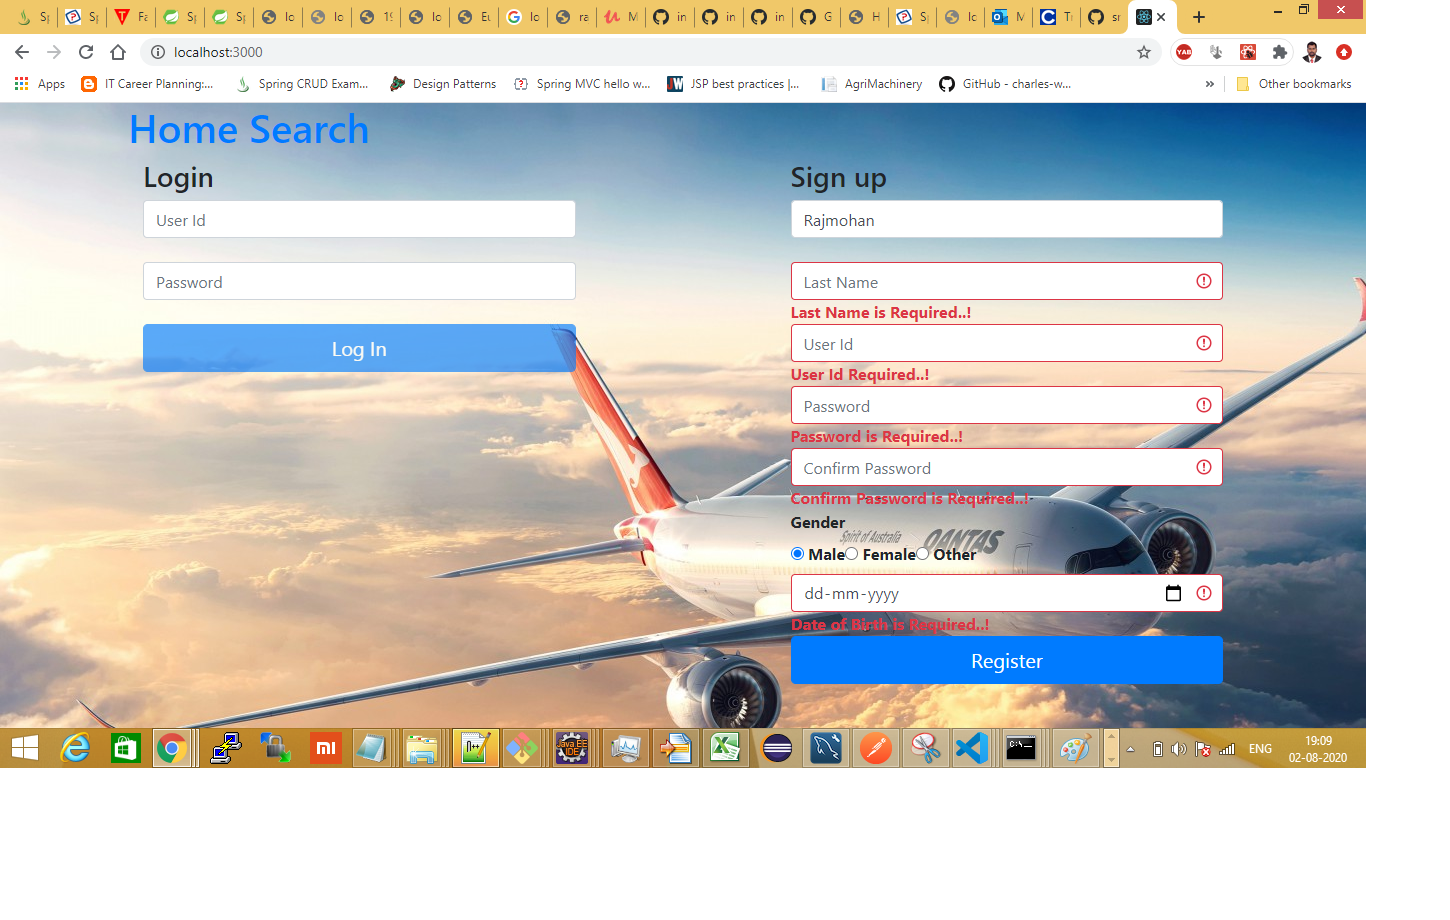 Sp
Sp
Fa
Sp
Sp
lo
lo
19
lo
Eu
lo
ra
M
in
in
in
G
H
Sp
lo
M
Tr
sr
localhost:3000
YAB
Apps
IT Career Planning:...
Spring CRUD Exam...
Design Patterns
Spring MVC hello w...
JSP best practices |...
AgriMachinery
GitHub - charles-w...
»
Other bookmarks
Home Search
Login
User Id
Password
Log In
Sign up
Rajmohan
Last Name
Last Name is Required..!
User Id
User Id Required..!
Password
Password is Required..!
Confirm Password
Confirm Password is Required..!
Gender
Spirit of Australia QANTAS
Male Female Other
dd-mm-yyyy
Date of Birth is Required..!
Register
mi
Java EE
IDE
ENG
19:09
02-08-2020